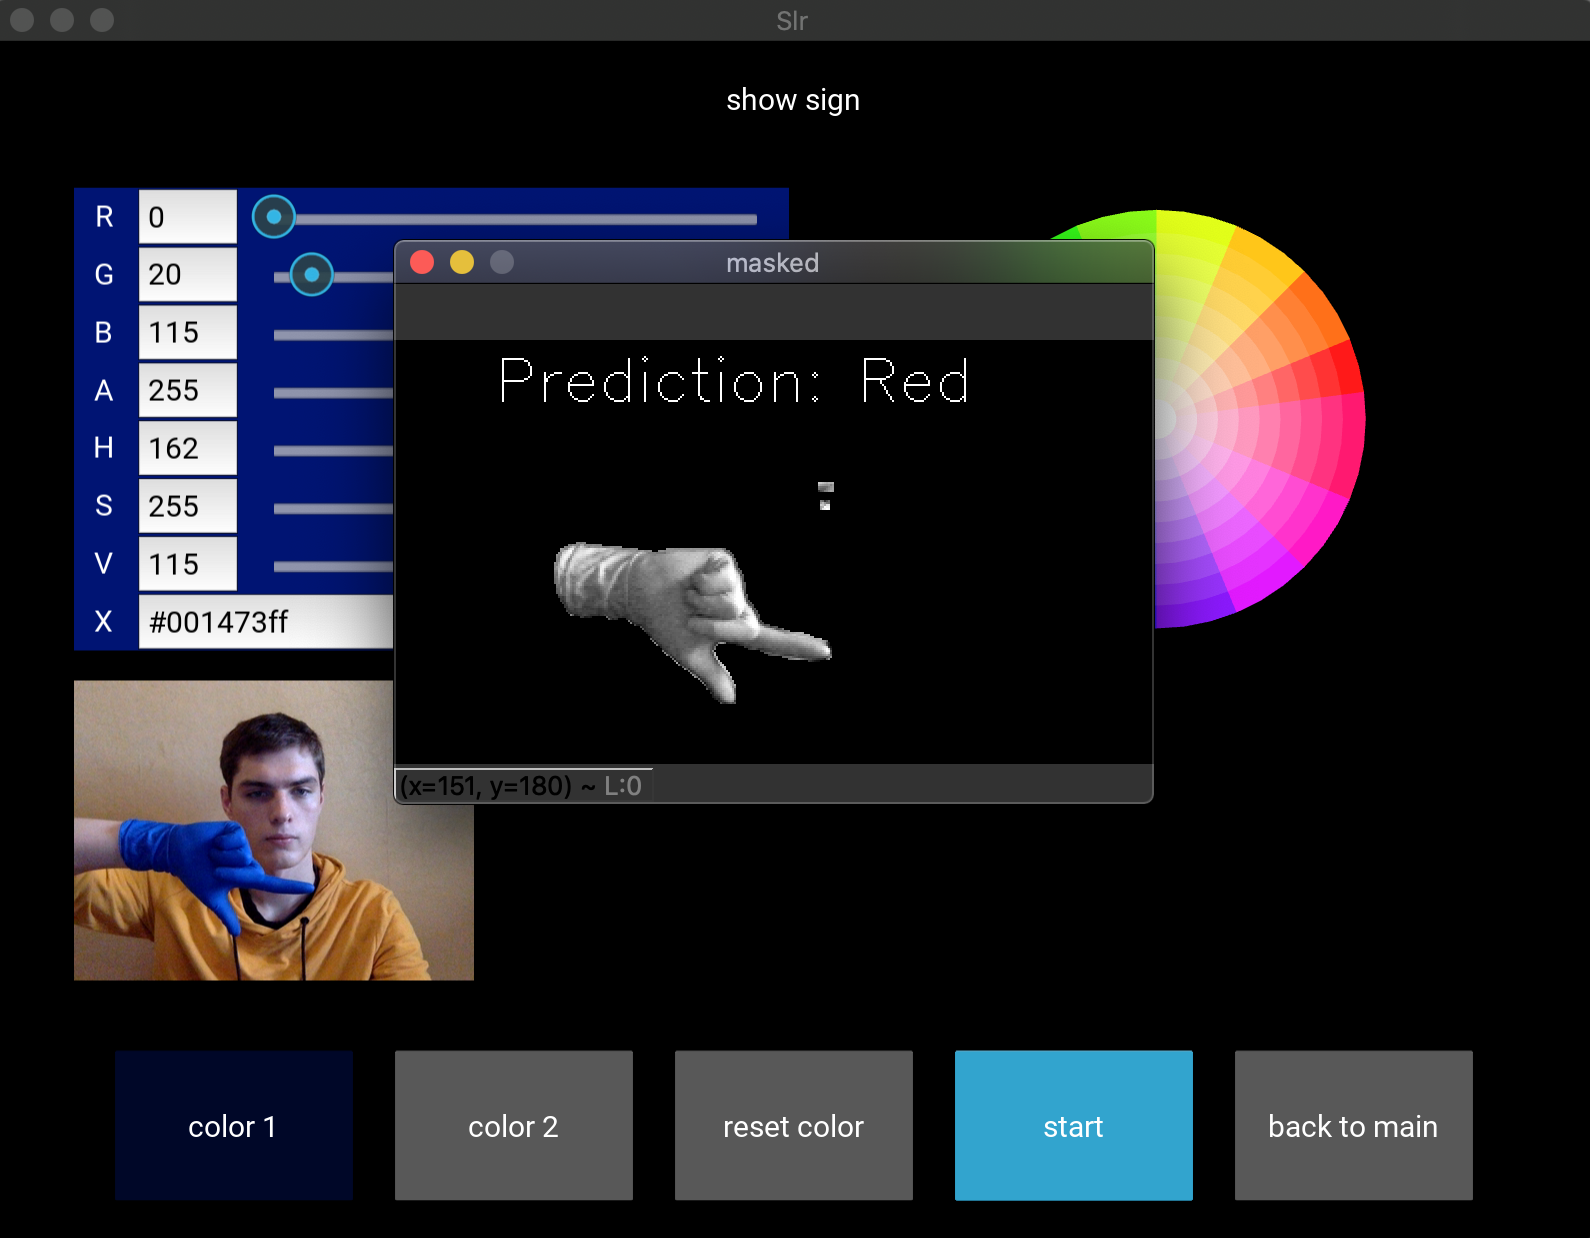 Slr
show sign
R 0
G 20
B 115
A 255
H 162
S 255
V 115
X #001473ff
masked
Prediction: Red
(x=151, y=180) ~ L:0
color 1
color 2
reset color
start
back to main